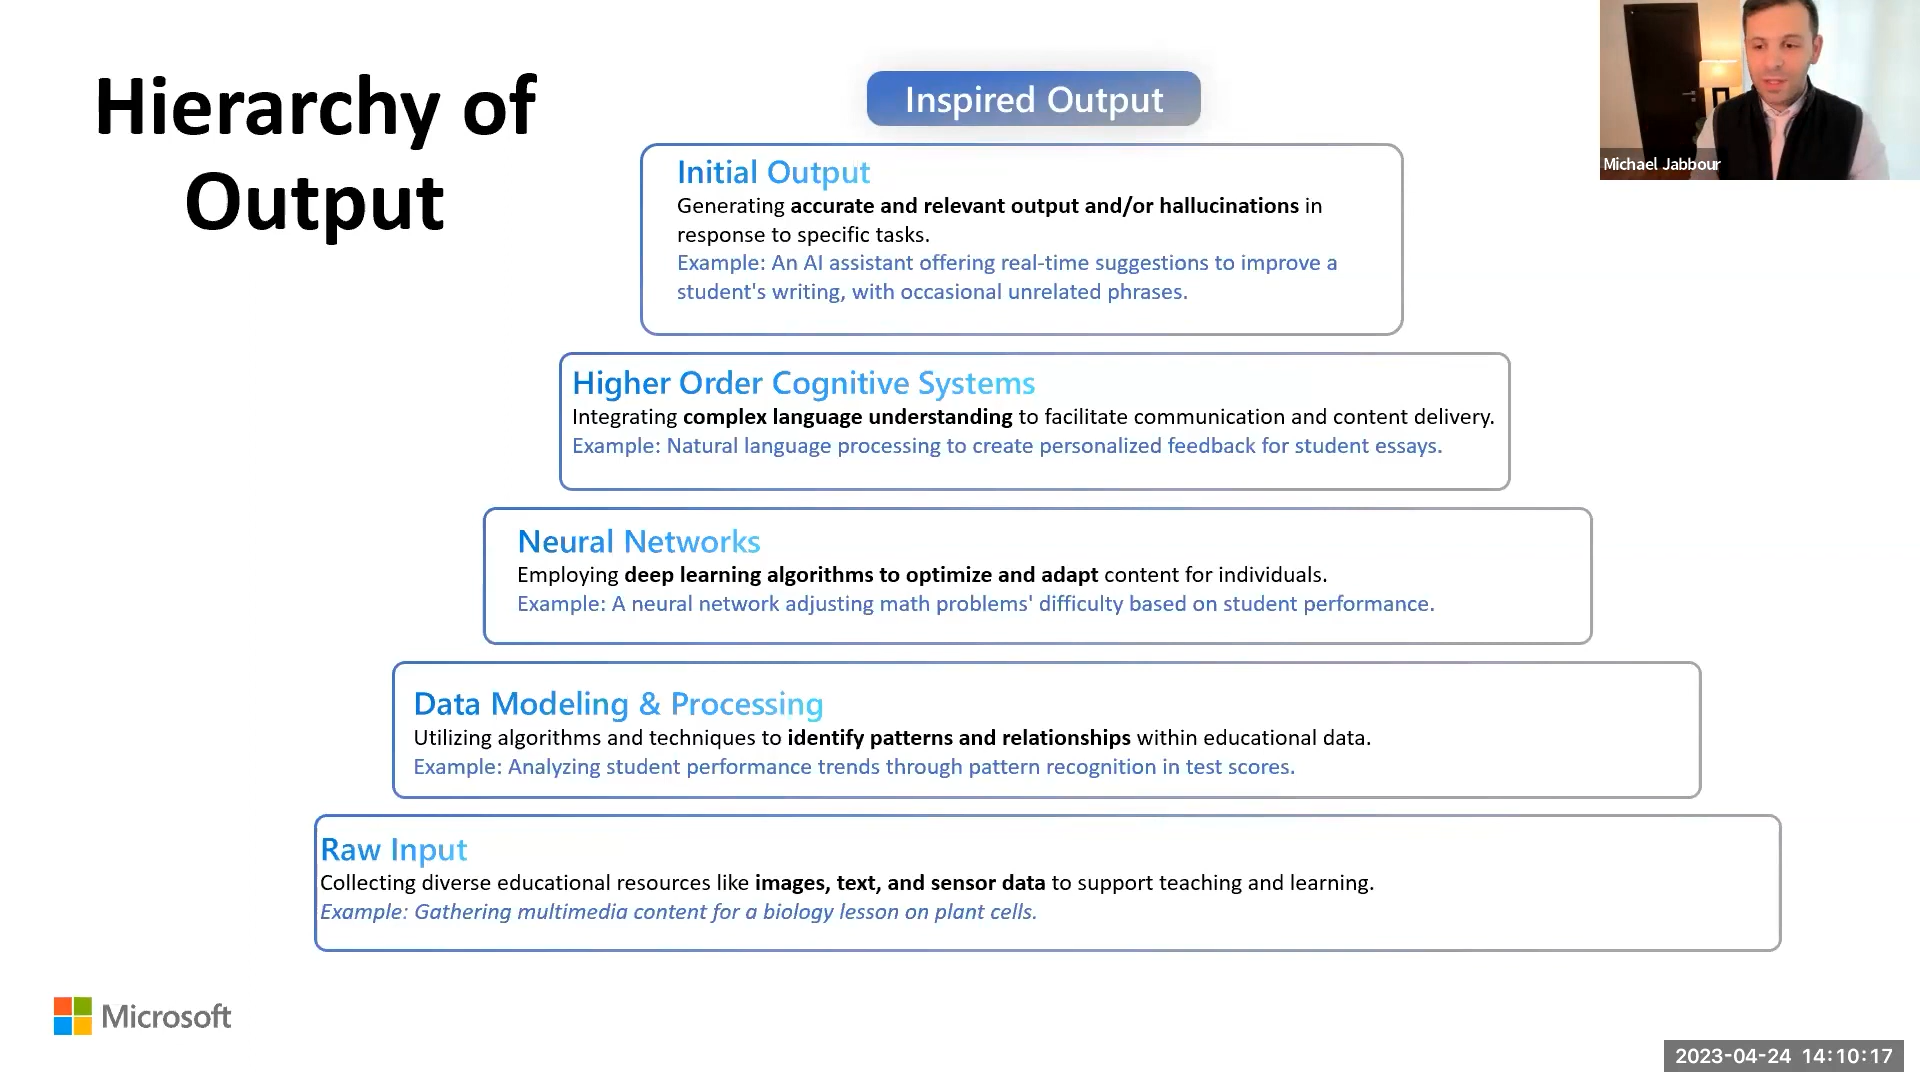 Hierarchy of
Output
Inspired Output
Initial Output
Generating accurate and relevant output and/or hallucinations in
response to specific tasks.
Example: An AI assistant offering real-time suggestions to improve a
student's writing, with occasional unrelated phrases.
Higher Order Cognitive Systems
Integrating complex language understanding to facilitate communication and content delivery.
Example: Natural language processing to create personalized feedback for student essays.
Neural Networks
Employing deep learning algorithms to optimize and adapt content for individuals.
Example: A neural network adjusting math problems' difficulty based on student performance.
Data Modeling & Processing
Utilizing algorithms and techniques to identify patterns and relationships within educational data.
Example: Analyzing student performance trends through pattern recognition in test scores.
Raw Input
Collecting diverse educational resources like images, text, and sensor data to support teaching and learning.
Example: Gathering multimedia content for a biology lesson on plant cells.
Microsoft
Michael Jabbour
2023-04-24 14:10:17